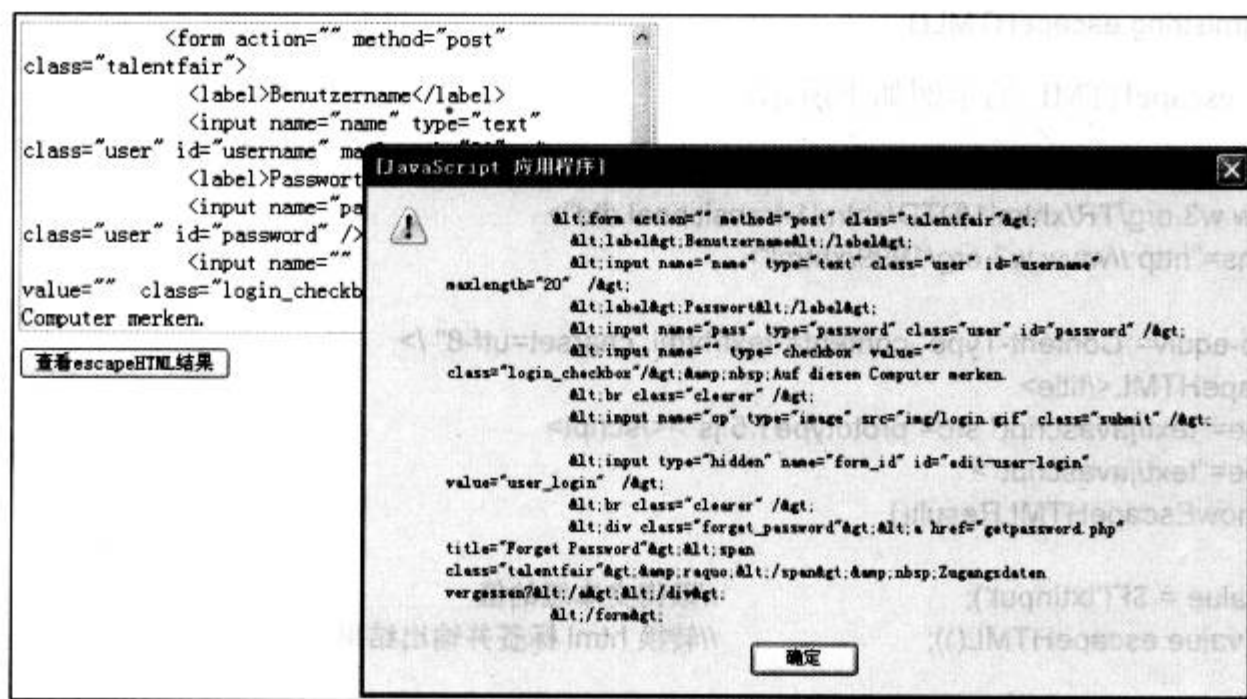 <form action="" method="post"
class="talentfair">
<label>Benutzername</label>
<input name="name" type="text"
class="user" id="username"
<label>Passwort
<input name="pa
class="user" id="password" />
<input name=""
value="" class="login_checkb
Computer merken.
查看escapeHTML结果
[JavaScript 应用程序]
&lt;form action="" method="post" class="talentfair"&gt;
&lt;label&gt;Benutzername&lt;/label&gt;
&lt;input name="name" type="text" class="user" id="username"
maxlength="20" /&gt;
&lt;label&gt;Passwort&lt;/label&gt;
&lt;input name="pass" type="password" class="user" id="password" /&gt;
&lt;input name="" type="checkbox" value=""
class="login_checkbox"/&gt;&amp;nbsp;Auf diesem Computer merken.
&lt;br class="clearer" /&gt;
&lt;input name="op" type="image" src="img/login.gif" class="submit" /&gt;
&lt;input type="hidden" name="form_id" id="edit-user-login"
value="user_login" /&gt;
&lt;br class="clearer" /&gt;
&lt;div class="forget_password"&gt;&lt;a href="getpassword.php"
title="Forget Password"&gt;&lt;span
class="talentfair"&gt;&amp;raquo;&lt;/span&gt;&amp;nbsp;Zugangsdaten
vergessen?&lt;/a&gt;&lt;/div&gt;
&lt;/form&gt;
确定